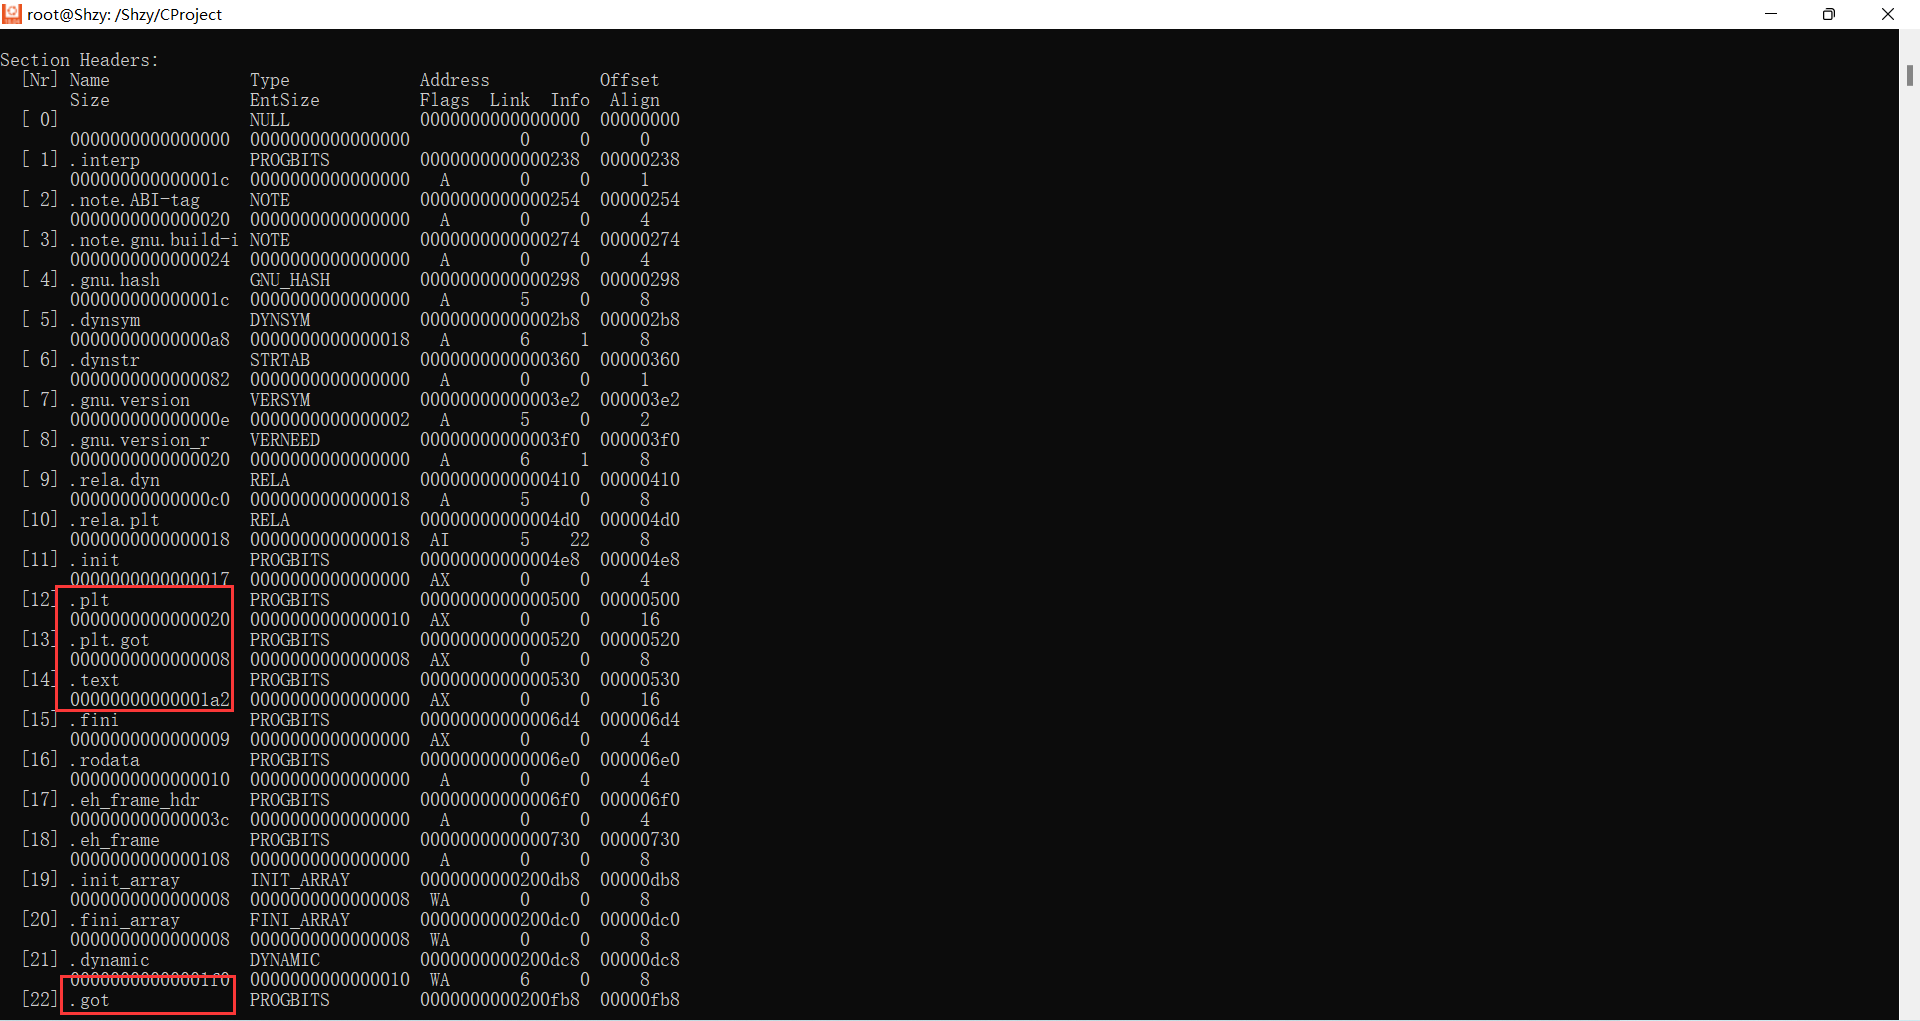 root@Shzy: /Shzy/CProject
Section Headers:
  [Nr] Name              Type             Address           Offset
       Size              EntSize          Flags  Link  Info  Align
  [ 0]                   NULL             0000000000000000  00000000
       0000000000000000  0000000000000000           0     0     0
  [ 1] .interp           PROGBITS         0000000000000238  00000238
       000000000000001c  0000000000000000   A       0     0     1
  [ 2] .note.ABI-tag     NOTE             0000000000000254  00000254
       0000000000000020  0000000000000000   A       0     0     4
  [ 3] .note.gnu.build-i NOTE             0000000000000274  00000274
       0000000000000024  0000000000000000   A       0     0     4
  [ 4] .gnu.hash         GNU_HASH         0000000000000298  00000298
       000000000000001c  0000000000000000   A       5     0     8
  [ 5] .dynsym           DYNSYM           00000000000002b8  000002b8
       00000000000000a8  0000000000000018   A       6     1     8
  [ 6] .dynstr           STRTAB           0000000000000360  00000360
       0000000000000082  0000000000000000   A       0     0     1
  [ 7] .gnu.version      VERSYM           00000000000003e2  000003e2
       000000000000000e  0000000000000002   A       5     0     2
  [ 8] .gnu.version_r    VERNEED          00000000000003f0  000003f0
       0000000000000020  0000000000000000   A       6     1     8
  [ 9] .rela.dyn         RELA             0000000000000410  00000410
       00000000000000c0  0000000000000018   A       5     0     8
  [10] .rela.plt         RELA             00000000000004d0  000004d0
       0000000000000018  0000000000000018  AI       5    22     8
  [11] .init             PROGBITS         00000000000004e8  000004e8
       0000000000000017  0000000000000000  AX       0     0     4
  [12] .plt              PROGBITS         0000000000000500  00000500
       0000000000000020  0000000000000010  AX       0     0     16
  [13] .plt.got          PROGBITS         0000000000000520  00000520
       0000000000000008  0000000000000008  AX       0     0     8
  [14] .text             PROGBITS         0000000000000530  00000530
       00000000000001a2  0000000000000000  AX       0     0     16
  [15] .fini             PROGBITS         00000000000006d4  000006d4
       0000000000000009  0000000000000000  AX       0     0     4
  [16] .rodata           PROGBITS         00000000000006e0  000006e0
       0000000000000010  0000000000000000   A       0     0     4
  [17] .eh_frame_hdr     PROGBITS         00000000000006f0  000006f0
       000000000000003c  0000000000000000   A       0     0     4
  [18] .eh_frame         PROGBITS         0000000000000730  00000730
       0000000000000108  0000000000000000   A       0     0     8
  [19] .init_array       INIT_ARRAY       0000000000200db8  00000db8
       0000000000000008  0000000000000008  WA       0     0     8
  [20] .fini_array       FINI_ARRAY       0000000000200dc0  00000dc0
       0000000000000008  0000000000000008  WA       0     0     8
  [21] .dynamic          DYNAMIC          0000000000200dc8  00000dc8
       00000000000001f0  0000000000000010  WA       6     0     8
  [22] .got              PROGBITS         0000000000200fb8  00000fb8